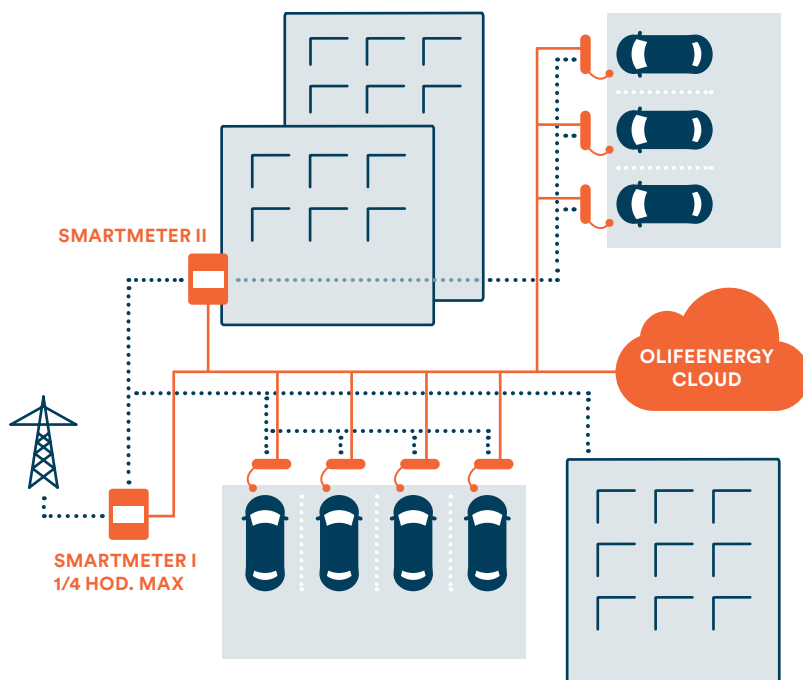 SMARTMETER II
OLIFEENERGY
CLOUD
SMARTMETER I
1/4 HOD. MAX